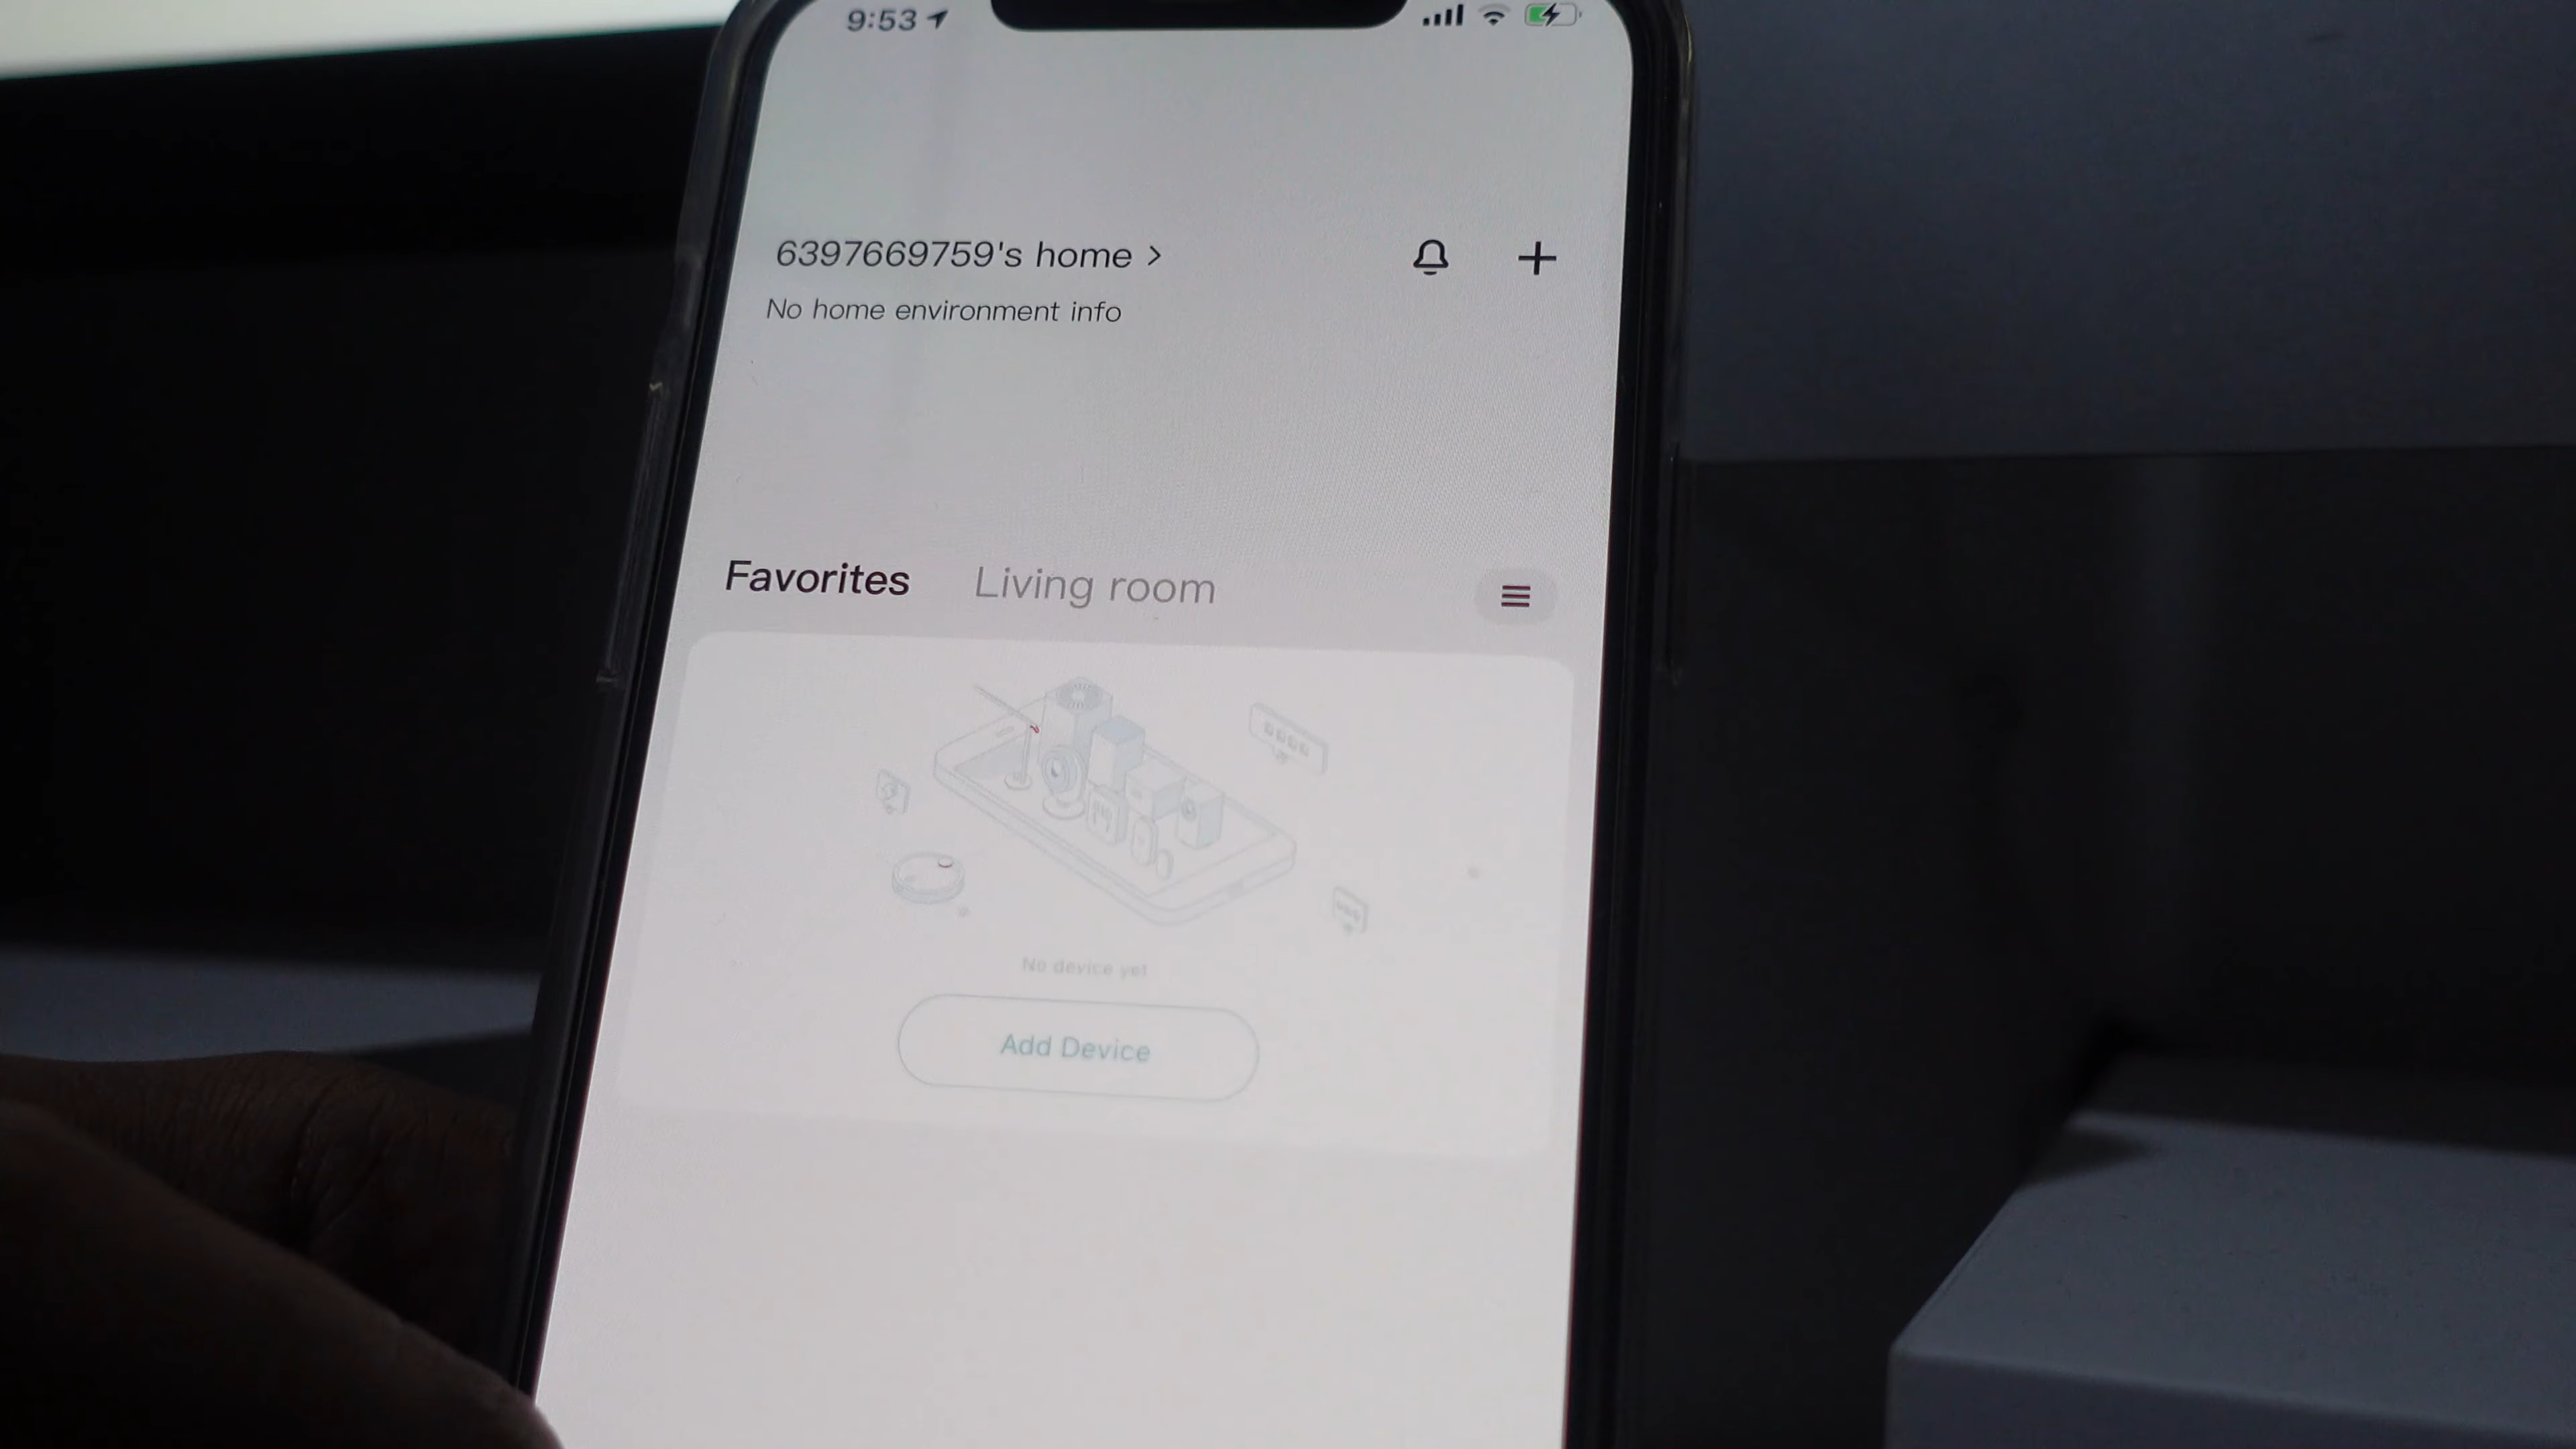 9:53
6397669759's home >
No home environment info
Favorites
Living room
No device yet
Add Device